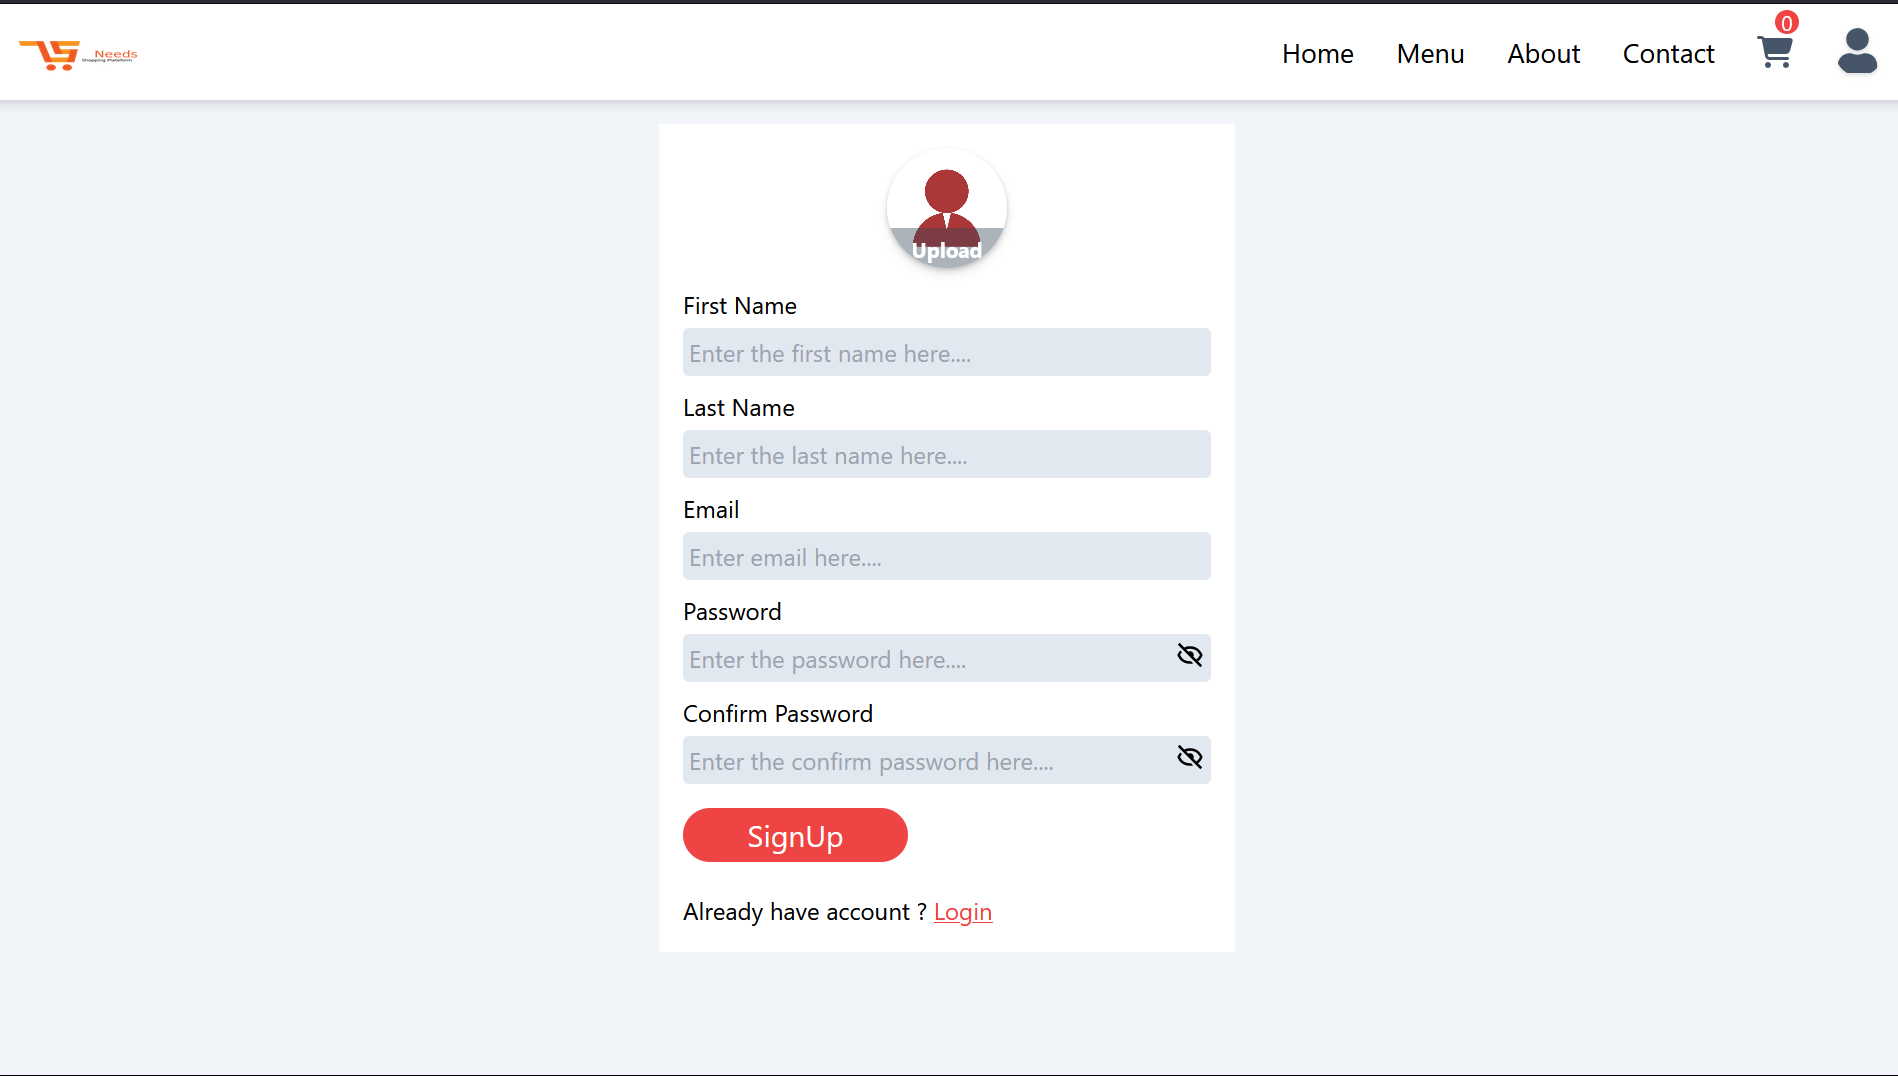 Needs
Shopping Plateform
Home Menu About Contact 0
Upload
First Name
Enter the first name here....
Last Name
Enter the last name here....
Email
Enter email here....
Password
Enter the password here....
Confirm Password
Enter the confirm password here....
SignUp
Already have account ? Login